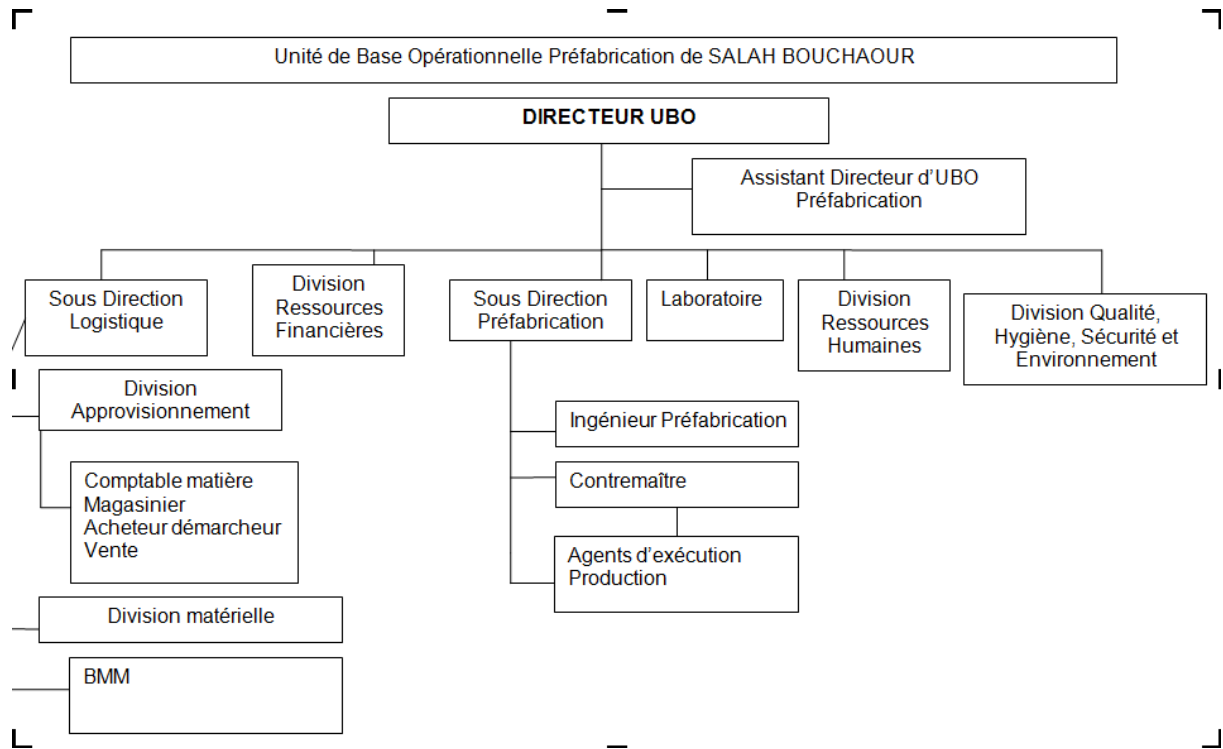 Unité de Base Opérationnelle Préfabrication de SALAH BOUCHAOUR
DIRECTEUR UBO
Assistant Directeur d'UBO
Préfabrication
Sous Direction
Logistique
Division
Ressources
Financières
Sous Direction
Préfabrication
Laboratoire
Division
Ressources
Humaines
Division Qualité,
Hygiène, Sécurité et
Environnement
Division
Approvisionnement
Comptable matière
Magasinier
Acheteur démarcheur
Vente
Division matérielle
BMM
Ingénieur Préfabrication
Contremaître
Agents d'exécution
Production